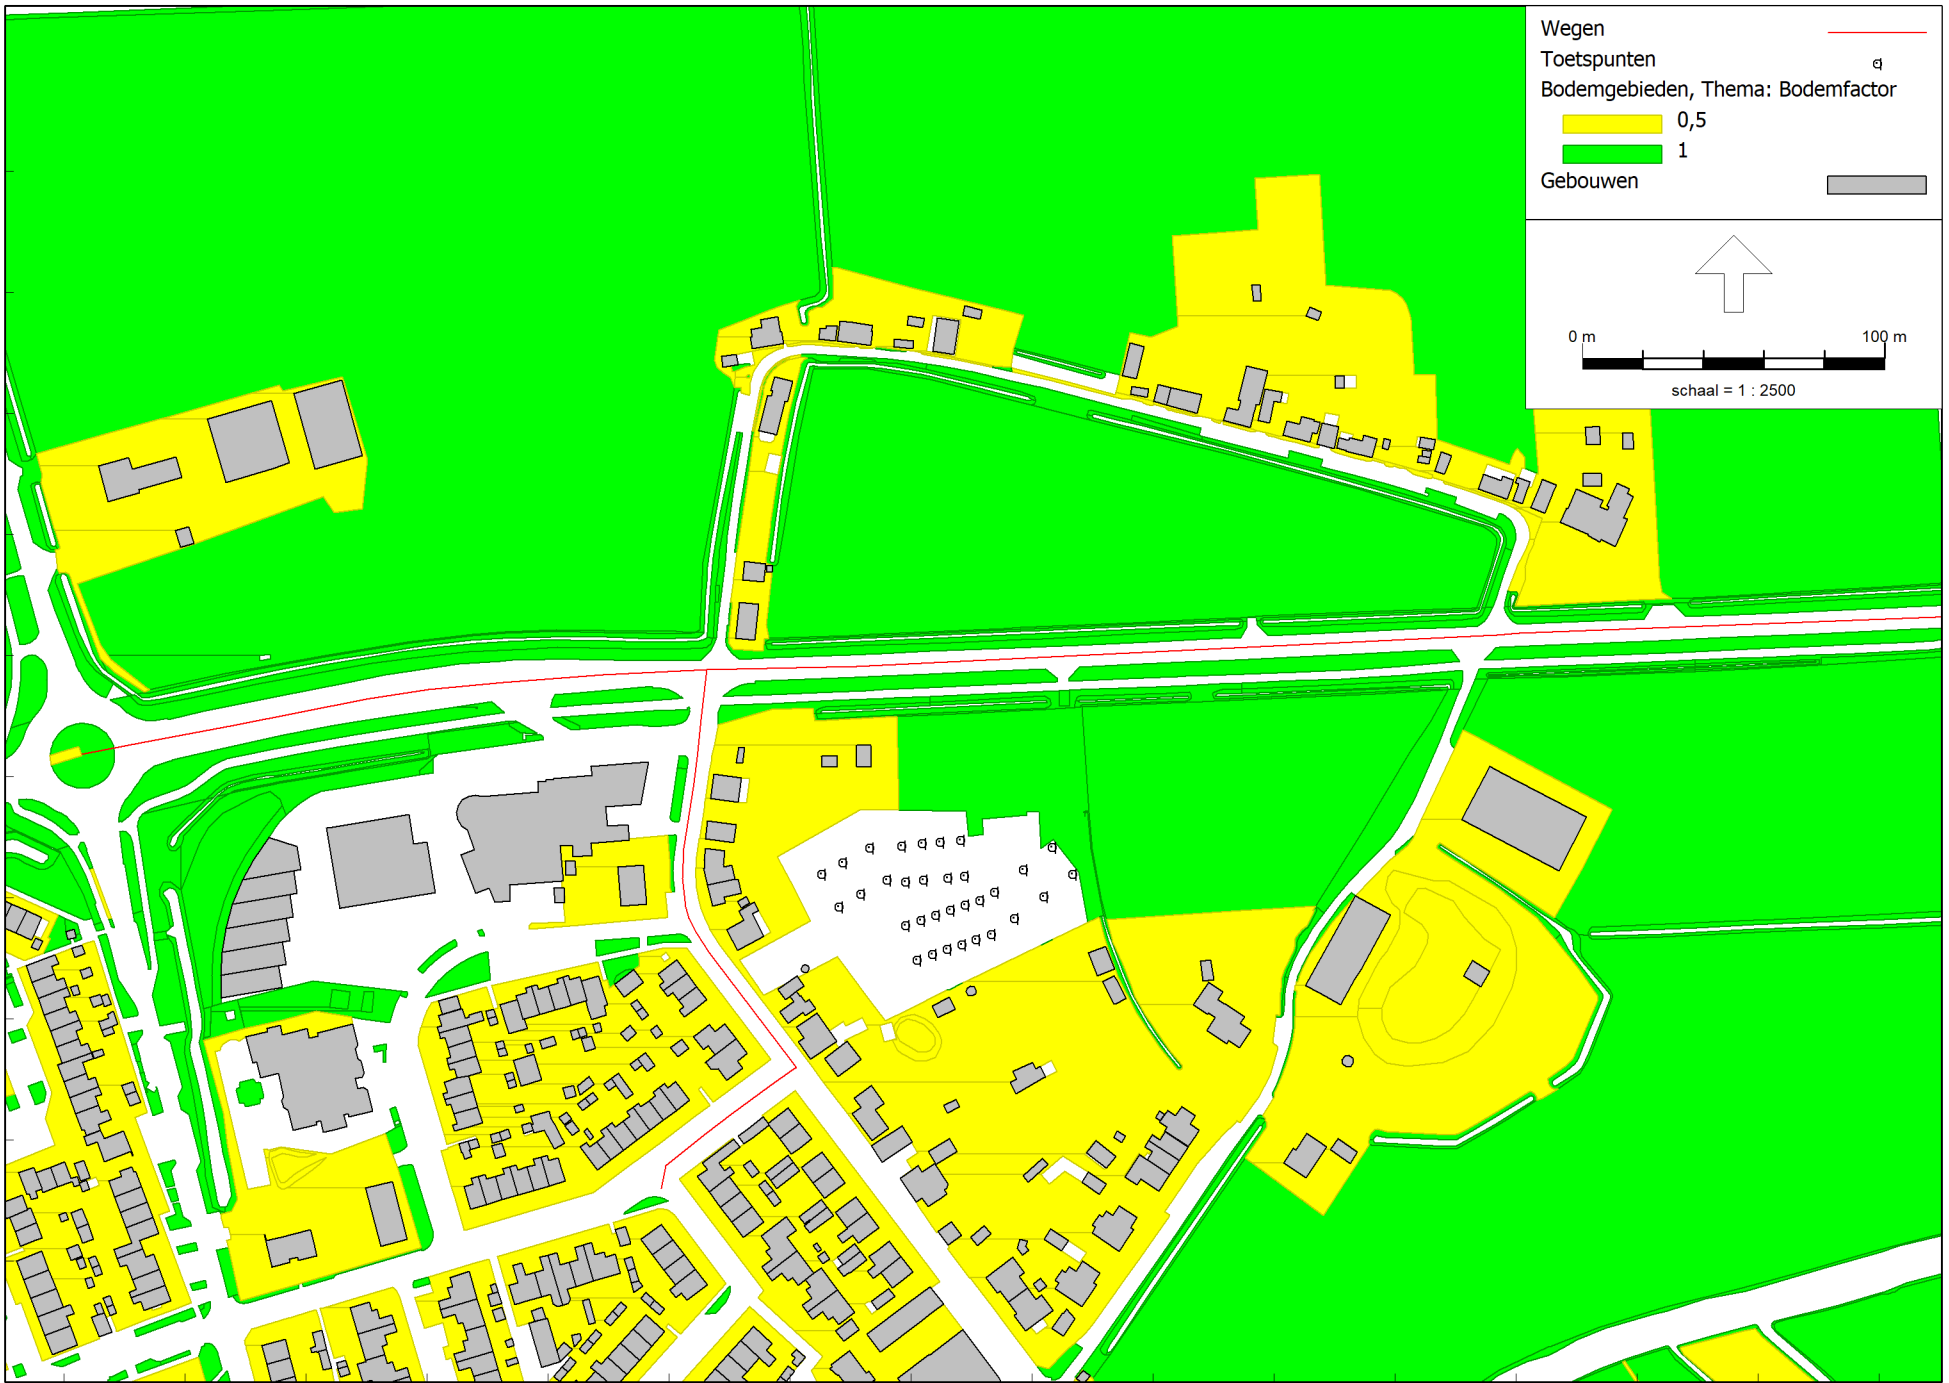 Wegen
Toetspunten
Bodemgebieden, Thema: Bodemfactor
0,5
1
Gebouwen
0 m 100 m
schaal = 1 : 2500